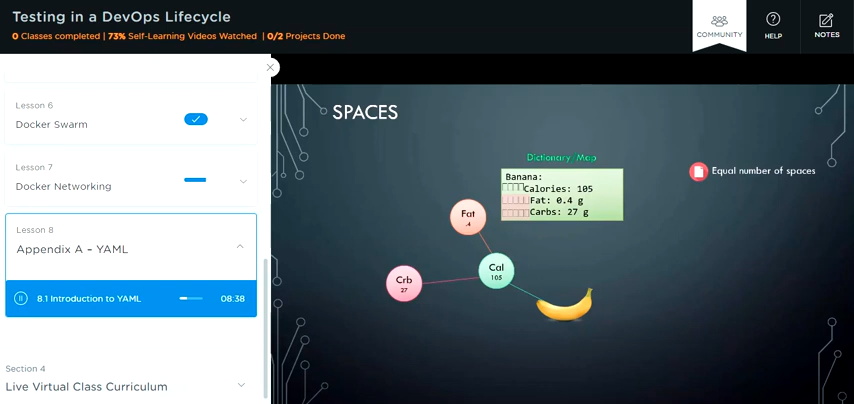 Testing in a DevOps Lifecycle
0 Classes completed | 73% Self-Learning Videos Watched | 0/2 Projects Done
COMMUNITY
HELP
NOTES
Lesson 6
Docker Swarm
Lesson 7
Docker Networking
Lesson 8
Appendix A – YAML
8.1 Introduction to YAML
08:38
Section 4
Live Virtual Class Curriculum
SPACES
Dictionary/Map
Banana:
Calories: 105
Fat: 0.4 g
Carbs: 27 g
Equal number of spaces
Fat
.4
Cal
105
Crb
27